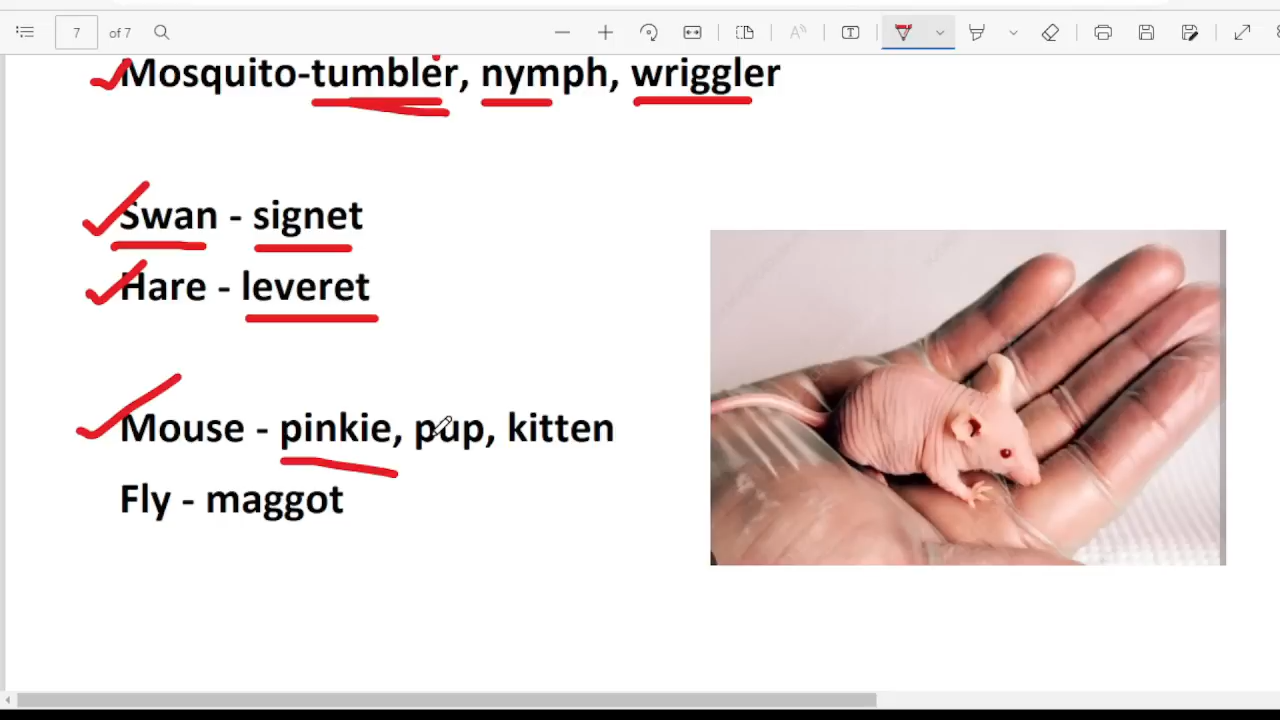 7 of 7
Mosquito-tumbler, nymph, wriggler
Swan - signet
Hare - leveret
Mouse - pinkie, pup, kitten
Fly - maggot